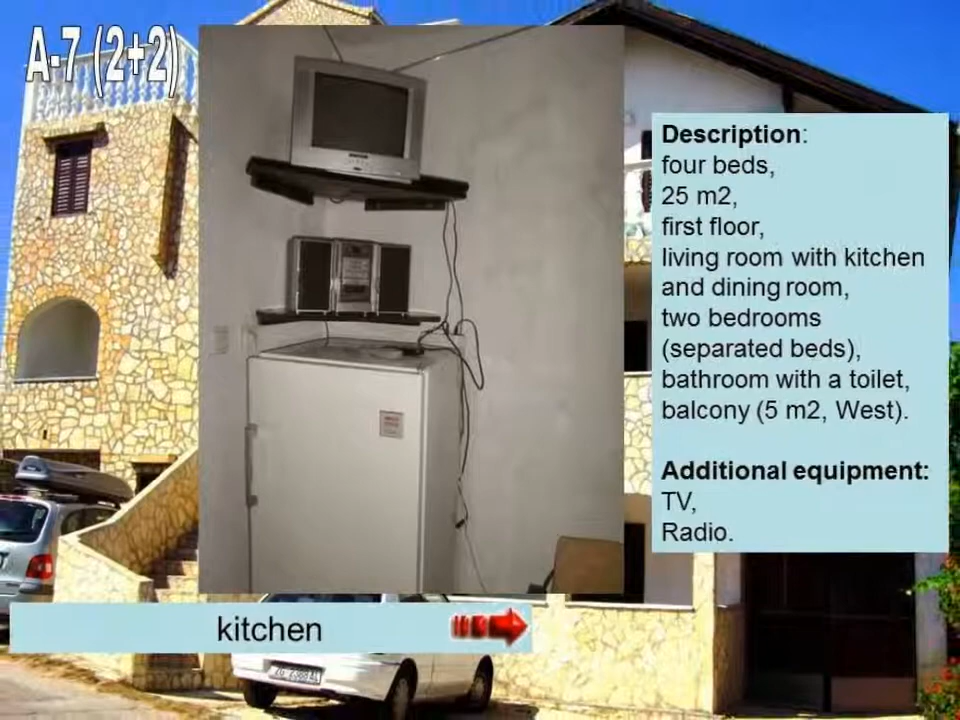 A-7 (2+2)
Description:
four beds,
25 m2,
first floor,
living room with kitchen
and dining room,
two bedrooms
(separated beds),
bathroom with a toilet,
balcony (5 m2, West).
Additional equipment:
TV,
Radio.
kitchen